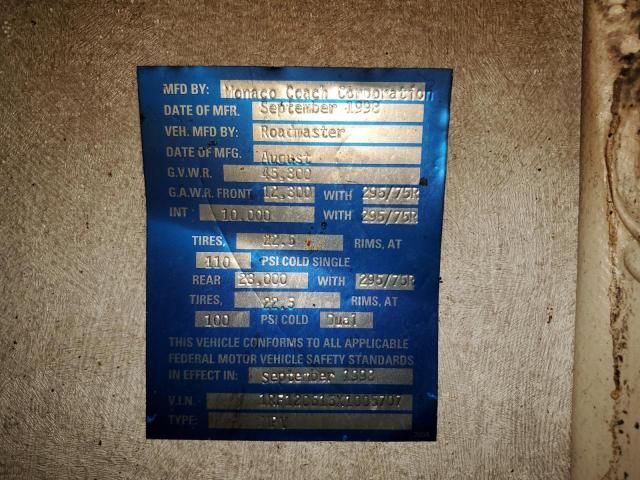 MFD BY: Monaco Coach Corporation
DATE OF MFR. September 1998
VEH. MFD BY: Roadmaster
DATE OF MFG. August
G.V.W.R. 45,300
G.A.W.R. FRONT 12,300 WITH 295/75R
INT 10,000 WITH 295/75R
TIRES, 22.5 RIMS, AT
110 PSI COLD SINGLE
REAR 23,000 WITH 295/75R
TIRES, 22.5 RIMS, AT
100 PSI COLD Dual
THIS VEHICLE CONFORMS TO ALL APPLICABLE
FEDERAL MOTOR VEHICLE SAFETY STANDARDS
IN EFFECT IN: September 1998
V.I.N.
TYPE: